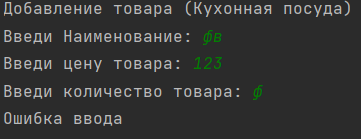 Добавление товара (Кухонная посуда)
Введи Наименование: фв
Введи цену товара: 123
Введи количество товара: ф
Ошибка ввода